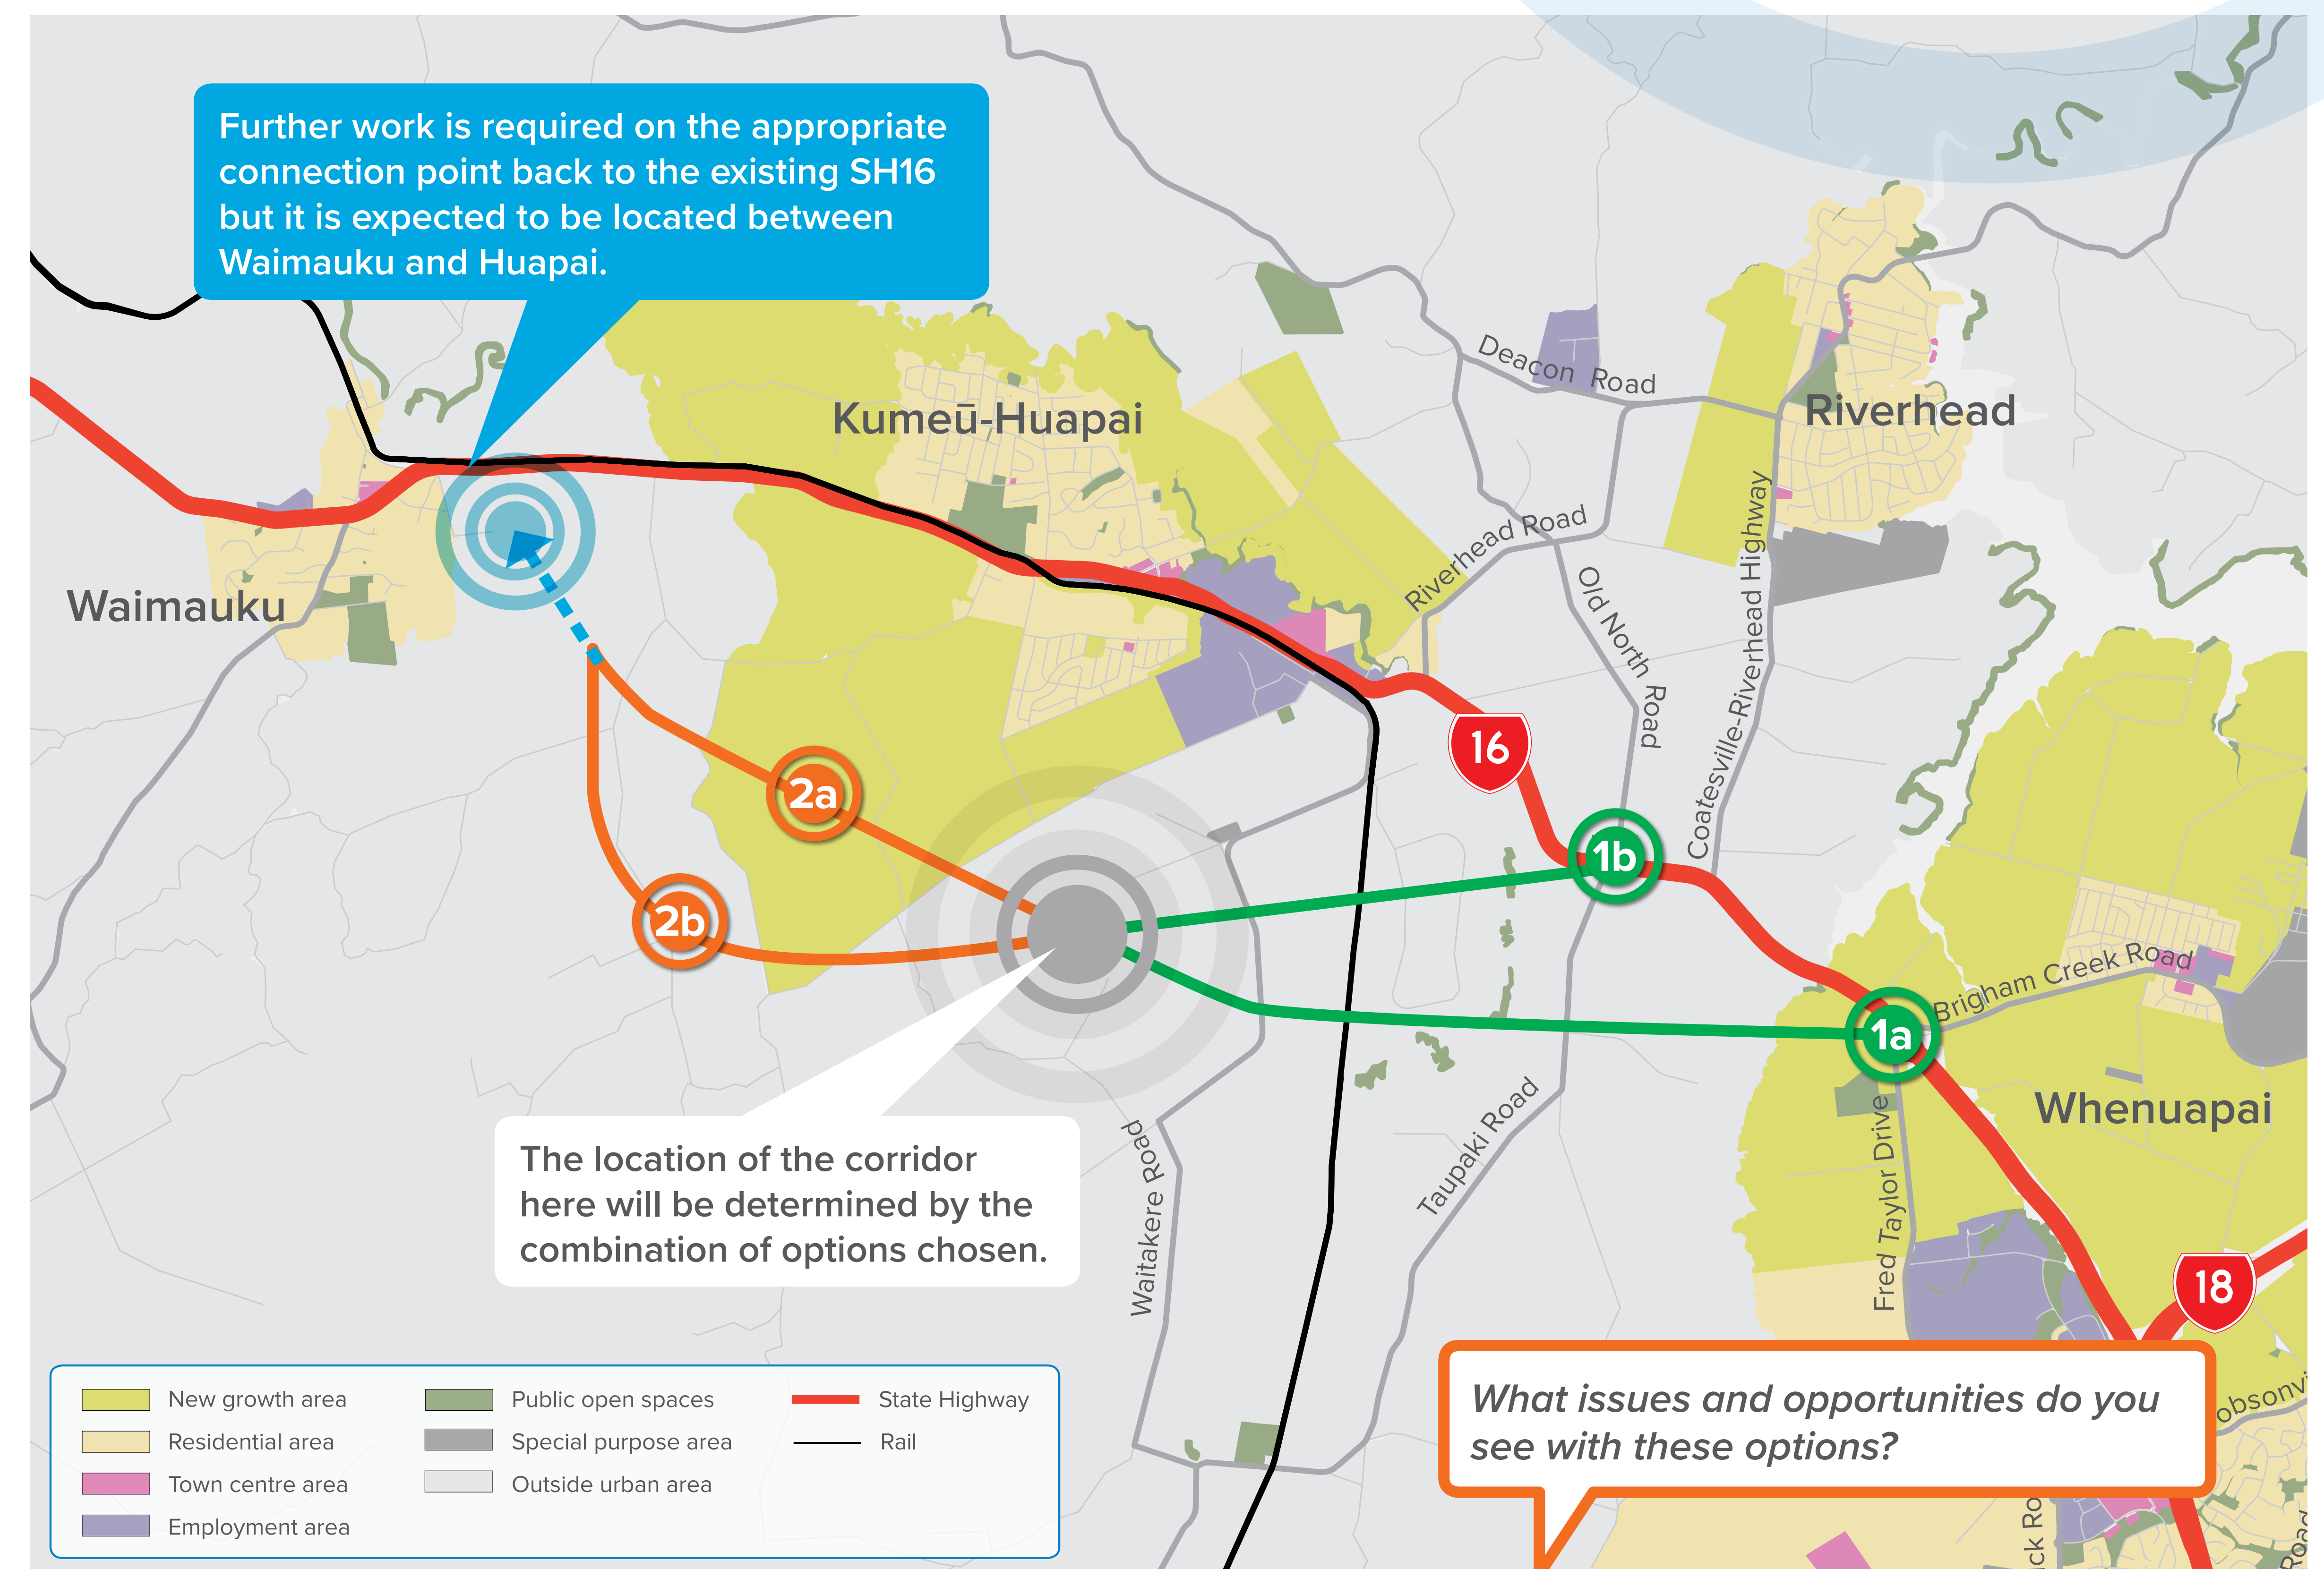 Further work is required on the appropriate
connection point back to the existing SH16
but it is expected to be located between
Waimauku and Huapai.
Kumeū-Huapai
Deacon Road
Riverhead
Riverhead Road
Old North Road
Coatesville-Riverhead Highway
Waimauku
16
2a
1b
2b
Brigham Creek Road
1a
Whenuapai
The location of the corridor
here will be determined by the
combination of options chosen.
Waitakere Road
Taupaki Road
Fred Taylor Drive
18
What issues and opportunities do you
see with these options?
New growth area
Residential area
Town centre area
Employment area
Public open spaces
Special purpose area
Outside urban area
State Highway
Rail
obsonvi
ck Ro
Road